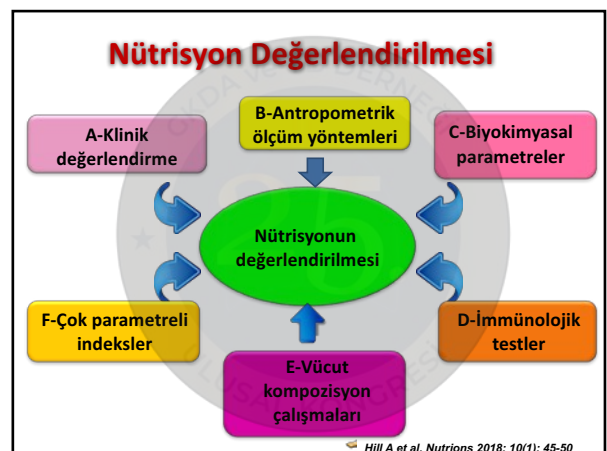 Nütrisyon Değerlendirilmesi
A-Klinik
değerlendirme
B-Antropometrik
ölçüm yöntemleri
C-Biyokimyasal
parametreler
Nütrisyonun
değerlendirilmesi
F-Çok parametreli
indeksler
D-İmmünolojik
testler
E-Vücut
kompozisyon
çalışmaları
Hill A et al. Nutrions 2018; 10(1): 45-50